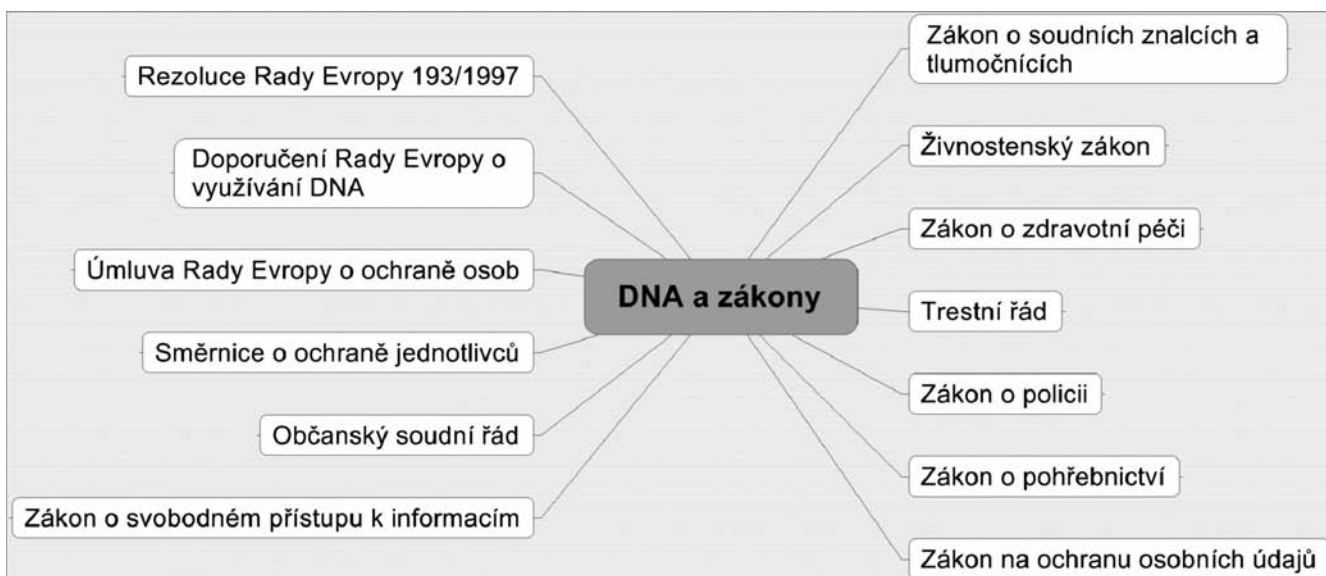 Rezoluce Rady Evropy 193/1997
Doporučení Rady Evropy o
využívání DNA
Úmluva Rady Evropy o ochraně osob
Směrnice o ochraně jednotlivců
Občanský soudní řád
Zákon o svobodném přístupu k informacím
DNA a zákony
Zákon o soudních znalcích a
tlumočnících
Živnostenský zákon
Zákon o zdravotní péči
Trestní řád
Zákon o policii
Zákon o pohřebnictví
Zákon na ochranu osobních údajů